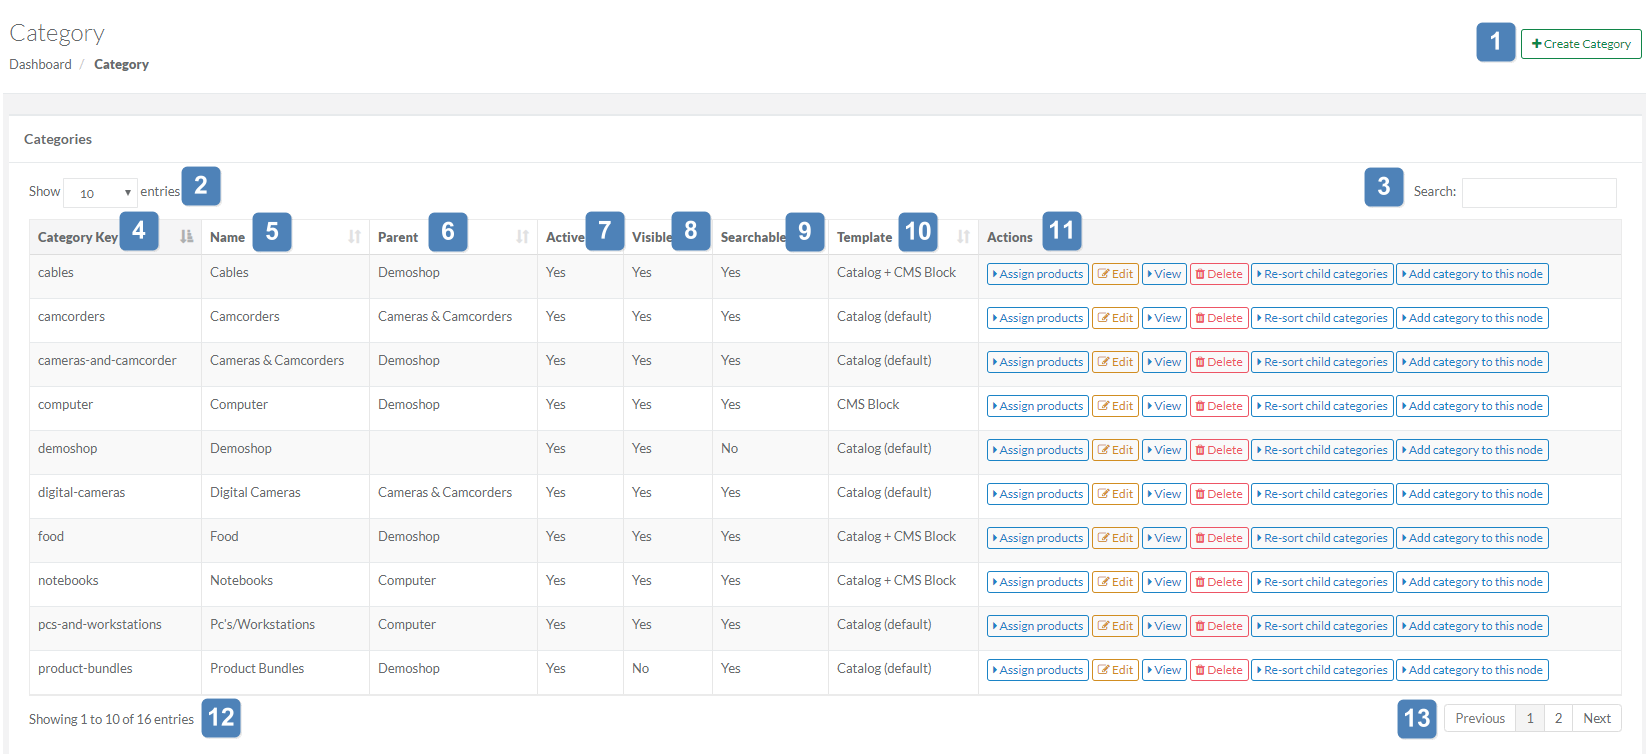 Category
1 Create Category
Dashboard / Category
Categories
Show 10 entries 2 3 Search:
Category Key 4 Name 5 Parent 6 Active 7 Visible 8 Searchable 9 Template 10 Actions 11
cables Cables Demoshop Yes Yes Yes Catalog + CMS Block Assign products Edit View Delete Re-sort child categories Add category to this node
camcorders Camcorders Cameras & Camcorders Yes Yes Yes Catalog (default) Assign products Edit View Delete Re-sort child categories Add category to this node
cameras-and-camcorder Cameras & Camcorders Demoshop Yes Yes Yes Catalog (default) Assign products Edit View Delete Re-sort child categories Add category to this node
computer Computer Demoshop Yes Yes Yes CMS Block Assign products Edit View Delete Re-sort child categories Add category to this node
demoshop Demoshop Yes Yes No Catalog (default) Assign products Edit View Delete Re-sort child categories Add category to this node
digital-cameras Digital Cameras Cameras & Camcorders Yes Yes Yes Catalog (default) Assign products Edit View Delete Re-sort child categories Add category to this node
food Food Demoshop Yes Yes Yes Catalog + CMS Block Assign products Edit View Delete Re-sort child categories Add category to this node
notebooks Notebooks Computer Yes Yes Yes Catalog + CMS Block Assign products Edit View Delete Re-sort child categories Add category to this node
pcs-and-workstations Pc's/Workstations Computer Yes Yes Yes Catalog (default) Assign products Edit View Delete Re-sort child categories Add category to this node
product-bundles Product Bundles Demoshop Yes No Yes Catalog (default) Assign products Edit View Delete Re-sort child categories Add category to this node
Showing 1 to 10 of 16 entries 12 13 Previous 1 2 Next